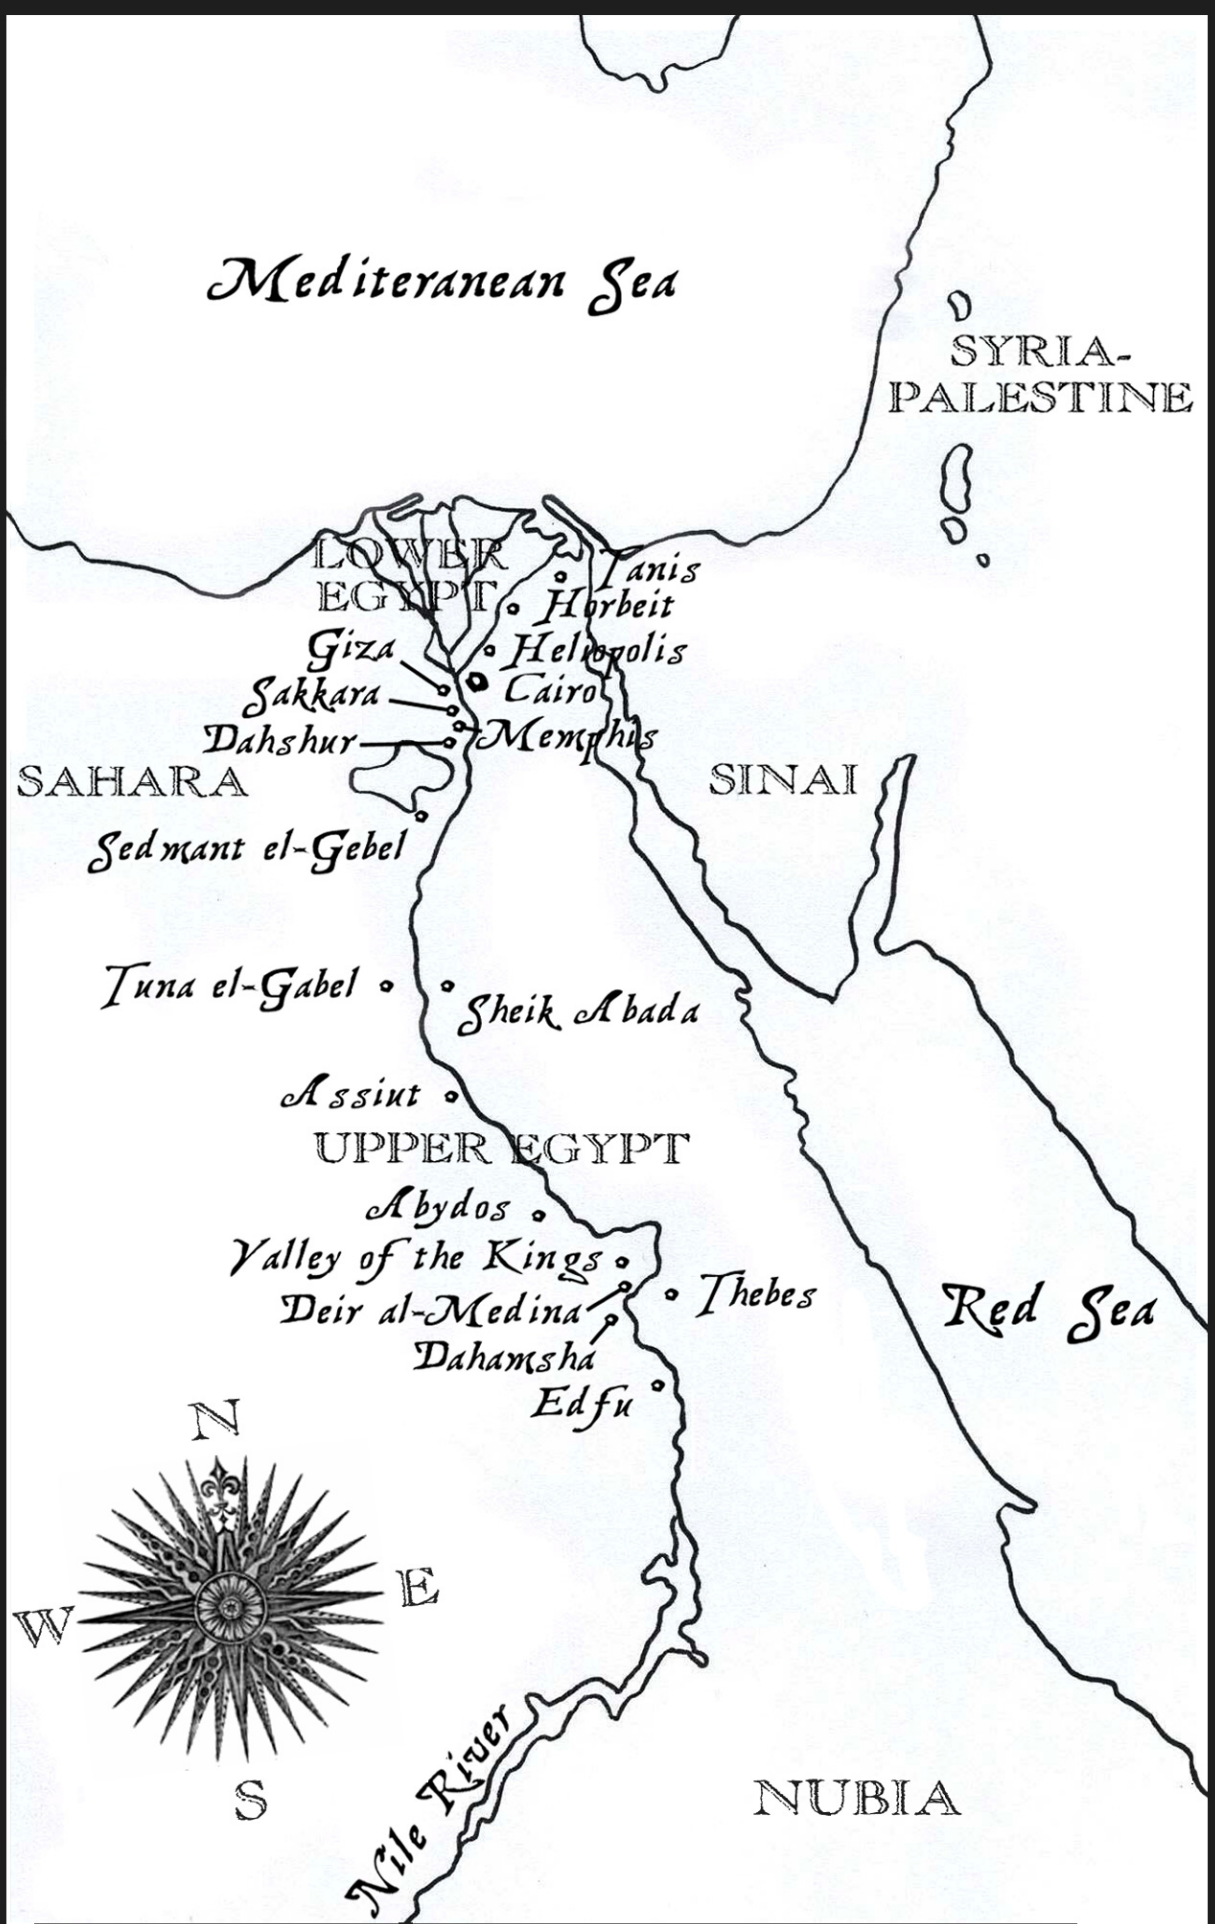 Mediteranean Sea
SYRIA-
PALESTINE
LOWER
EGYPT
Tanis
Horbeit
Giza
Heliopolis
Sakkara
Cairo
Dahshur
Memphis
SAHARA
SINAI
Sedmant el-Gebel
Tuna el-Gabel
Sheik Abada
Assiut
UPPER EGYPT
Abydos
Valley of the Kings
Thebes
Deir al-Medina
Red Sea
Dahamsha
Edfu
N
E
W
S
Nile River
NUBIA